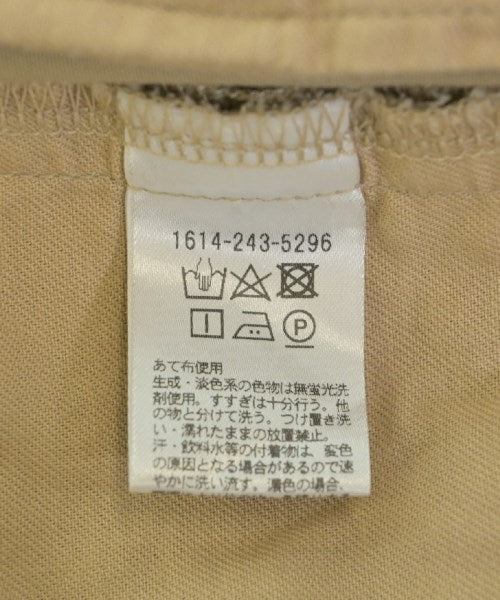 1614-243-5296
P
あて布使用
生成・淡色系の色物は無蛍光洗
剤使用。すすぎは十分行う。他
の物と分けて洗う。つけ置き洗
い・濡れたままの放置禁止。
汗・飲料水等の付着物は、変色
の原因となる場合があるので速
やかに洗い流す。濃色の場合、